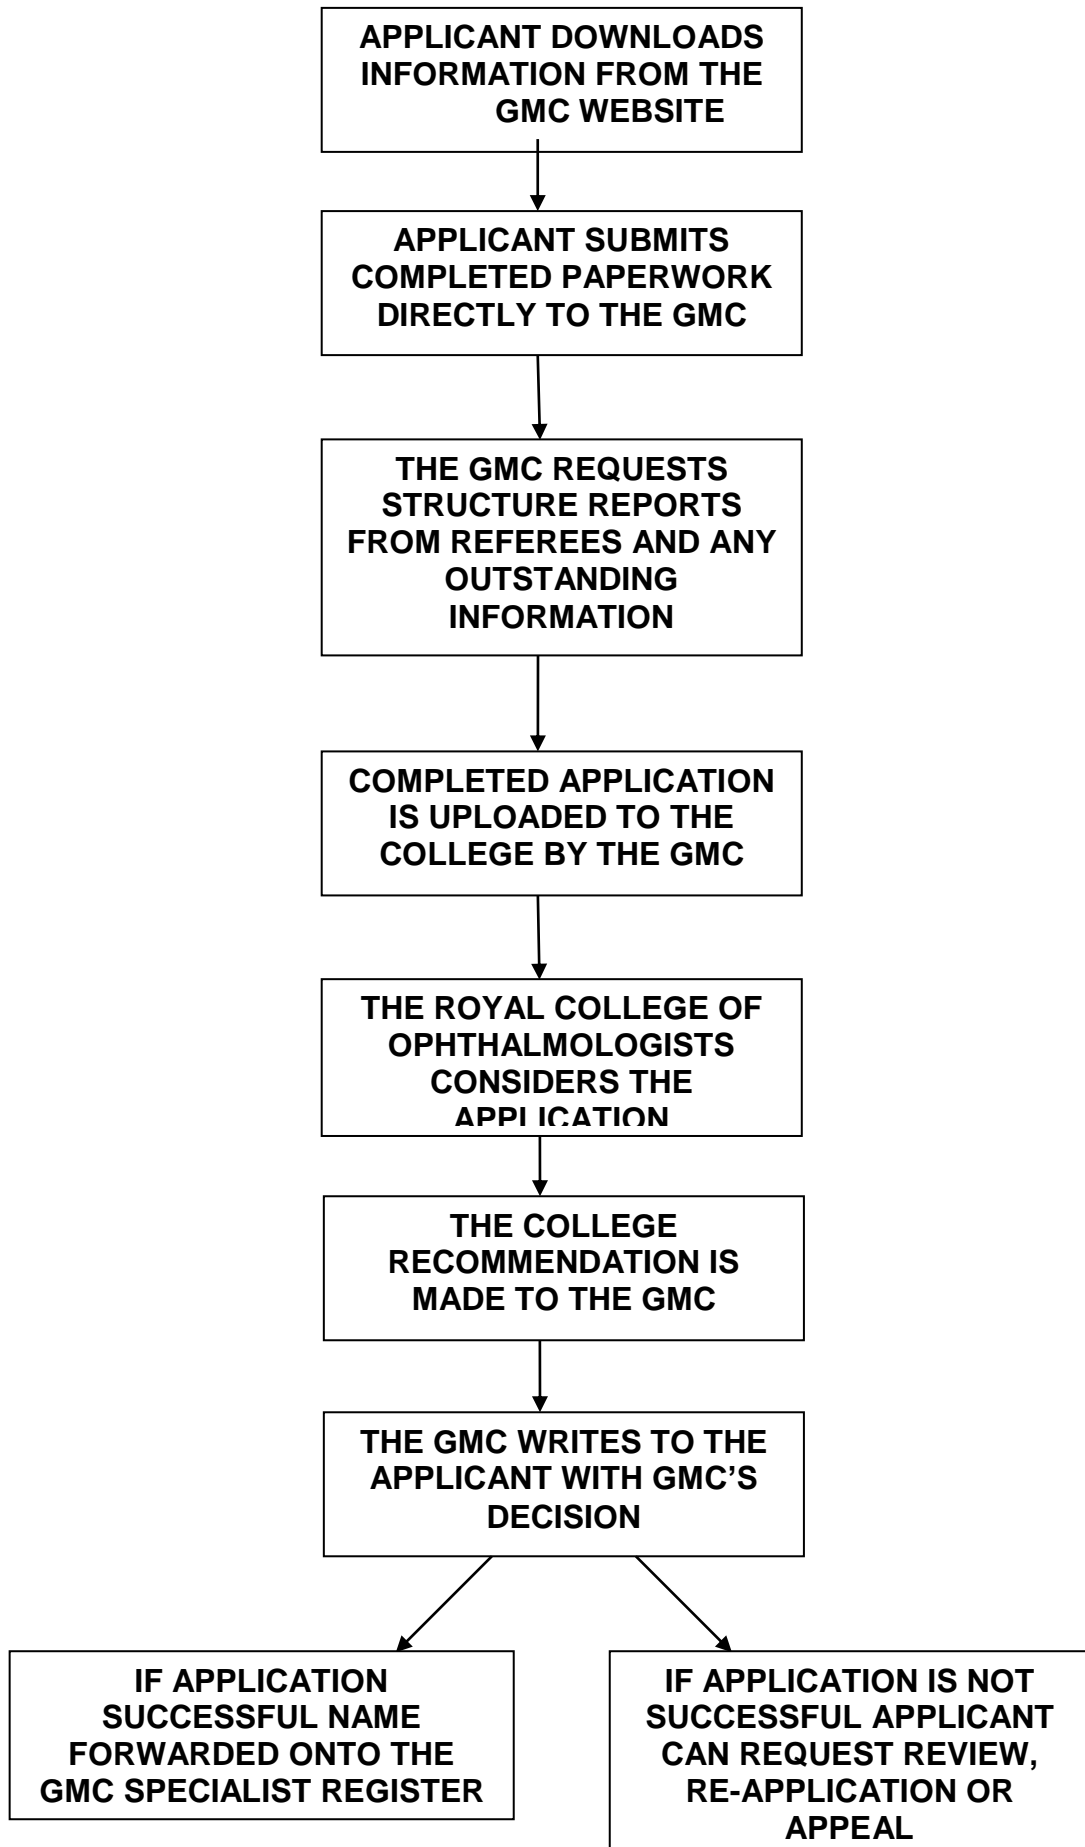 APPLICANT DOWNLOADS
INFORMATION FROM THE
GMC WEBSITE
APPLICANT SUBMITS
COMPLETED PAPERWORK
DIRECTLY TO THE GMC
THE GMC REQUESTS
STRUCTURE REPORTS
FROM REFEREES AND ANY
OUTSTANDING
INFORMATION
COMPLETED APPLICATION
IS UPLOADED TO THE
COLLEGE BY THE GMC
THE ROYAL COLLEGE OF
OPHTHALMOLOGISTS
CONSIDERS THE
APPLICATION
THE COLLEGE
RECOMMENDATION IS
MADE TO THE GMC
THE GMC WRITES TO THE
APPLICANT WITH GMC’S
DECISION
IF APPLICATION
SUCCESSFUL NAME
FORWARDED ONTO THE
GMC SPECIALIST REGISTER
IF APPLICATION IS NOT
SUCCESSFUL APPLICANT
CAN REQUEST REVIEW,
RE-APPLICATION OR
APPEAL